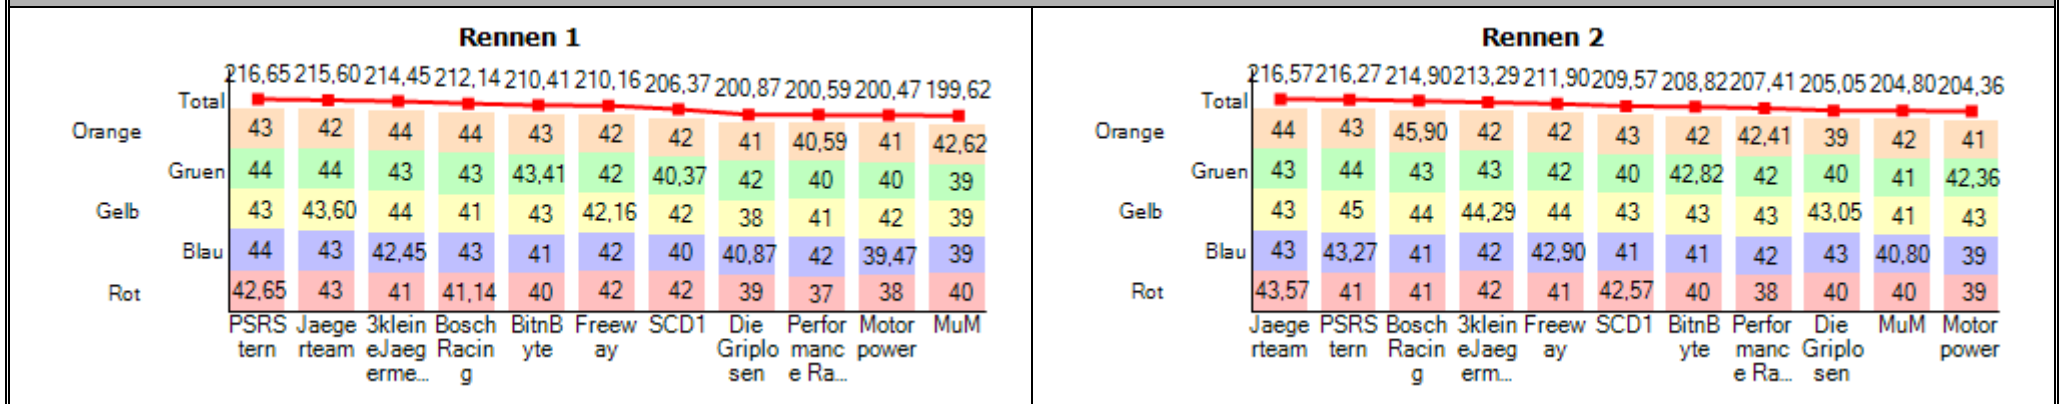 Rennen 1
216,65 215,60 214,45 212,14 210,41 210,16 206,37 200,87 200,59 200,47 199,62
Total
Orange 43 42 44 44 43 42 42 41 40,59 41 42,62
Gruen 44 44 43 43 43,41 42 40,37 42 40 40 39
Gelb 43 43,60 44 41 43 42,16 42 38 41 42 39
Blau 44 43 42,45 43 41 42 40 40,87 42 39,47 39
Rot 42,65 43 41 41,14 40 42 42 39 37 38 40
PSRS Jaege 3klein Bosch BitnB Freew SCD1 Die Perfor Motor MuM
tern rteam eJaeg Racin yte ay Griplo manc power
erme... g sen e Ra...
Rennen 2
216,57 216,27 214,90 213,29 211,90 209,57 208,82 207,41 205,05 204,80 204,36
Total
Orange 44 43 45,90 42 42 43 42 42,41 39 42 41
Gruen 43 44 43 43 42 40 42,82 42 40 41 42,36
Gelb 43 45 44 44,29 44 43 43 43 43,05 41 43
Blau 43 43,27 41 42 42,90 41 41 42 43 40,80 39
Rot 43,57 41 41 42 41 42,57 40 38 40 40 39
Jaege PSRS Bosch 3klein Freew SCD1 BitnB Perfor Die MuM Motor
rteam tern Racin eJaeg ay yte manc Griplo power
g erm... e Ra... sen